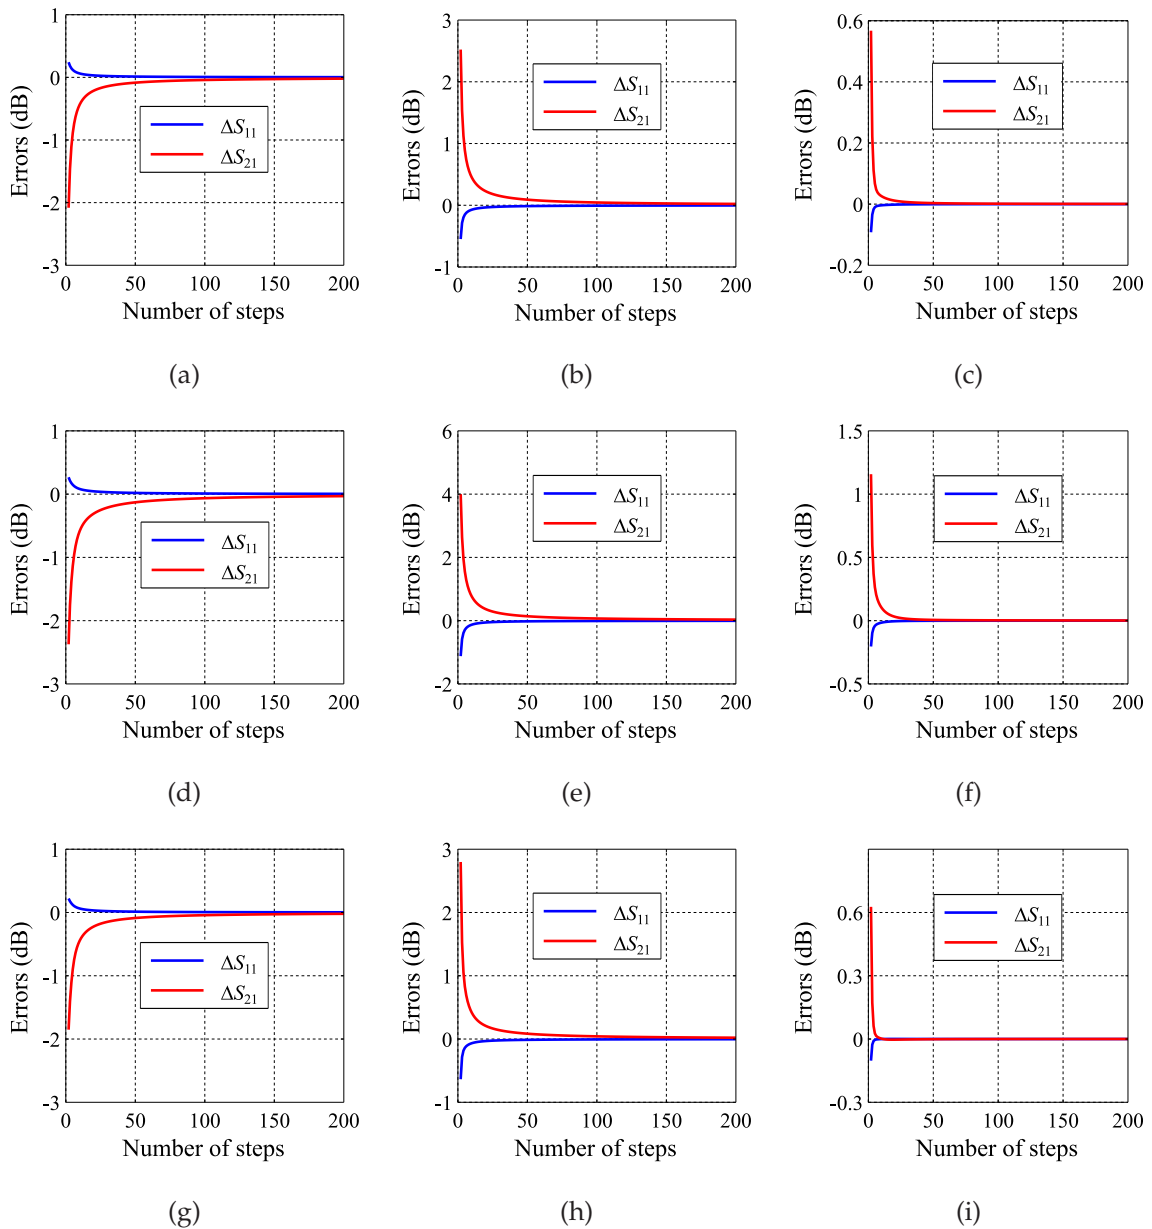 1
0
-1
-2
-3
Errors (dB)
ΔS11
ΔS21
0 50 100 150 200
Number of steps
(a)
3
2
1
0
-1
Errors (dB)
ΔS11
ΔS21
0 50 100 150 200
Number of steps
(b)
0.6
0.4
0.2
0
-0.2
Errors (dB)
ΔS11
ΔS21
0 50 100 150 200
Number of steps
(c)
1
0
-1
-2
-3
Errors (dB)
ΔS11
ΔS21
0 50 100 150 200
Number of steps
(d)
6
4
2
0
-2
Errors (dB)
ΔS11
ΔS21
0 50 100 150 200
Number of steps
(e)
1.5
1
0.5
0
-0.5
Errors (dB)
ΔS11
ΔS21
0 50 100 150 200
Number of steps
(f)
1
0
-1
-2
-3
Errors (dB)
ΔS11
ΔS21
0 50 100 150 200
Number of steps
(g)
3
2
1
0
-1
Errors (dB)
ΔS11
ΔS21
0 50 100 150 200
Number of steps
(h)
0.6
0.3
0
-0.3
Errors (dB)
ΔS11
ΔS21
0 50 100 150 200
Number of steps
(i)